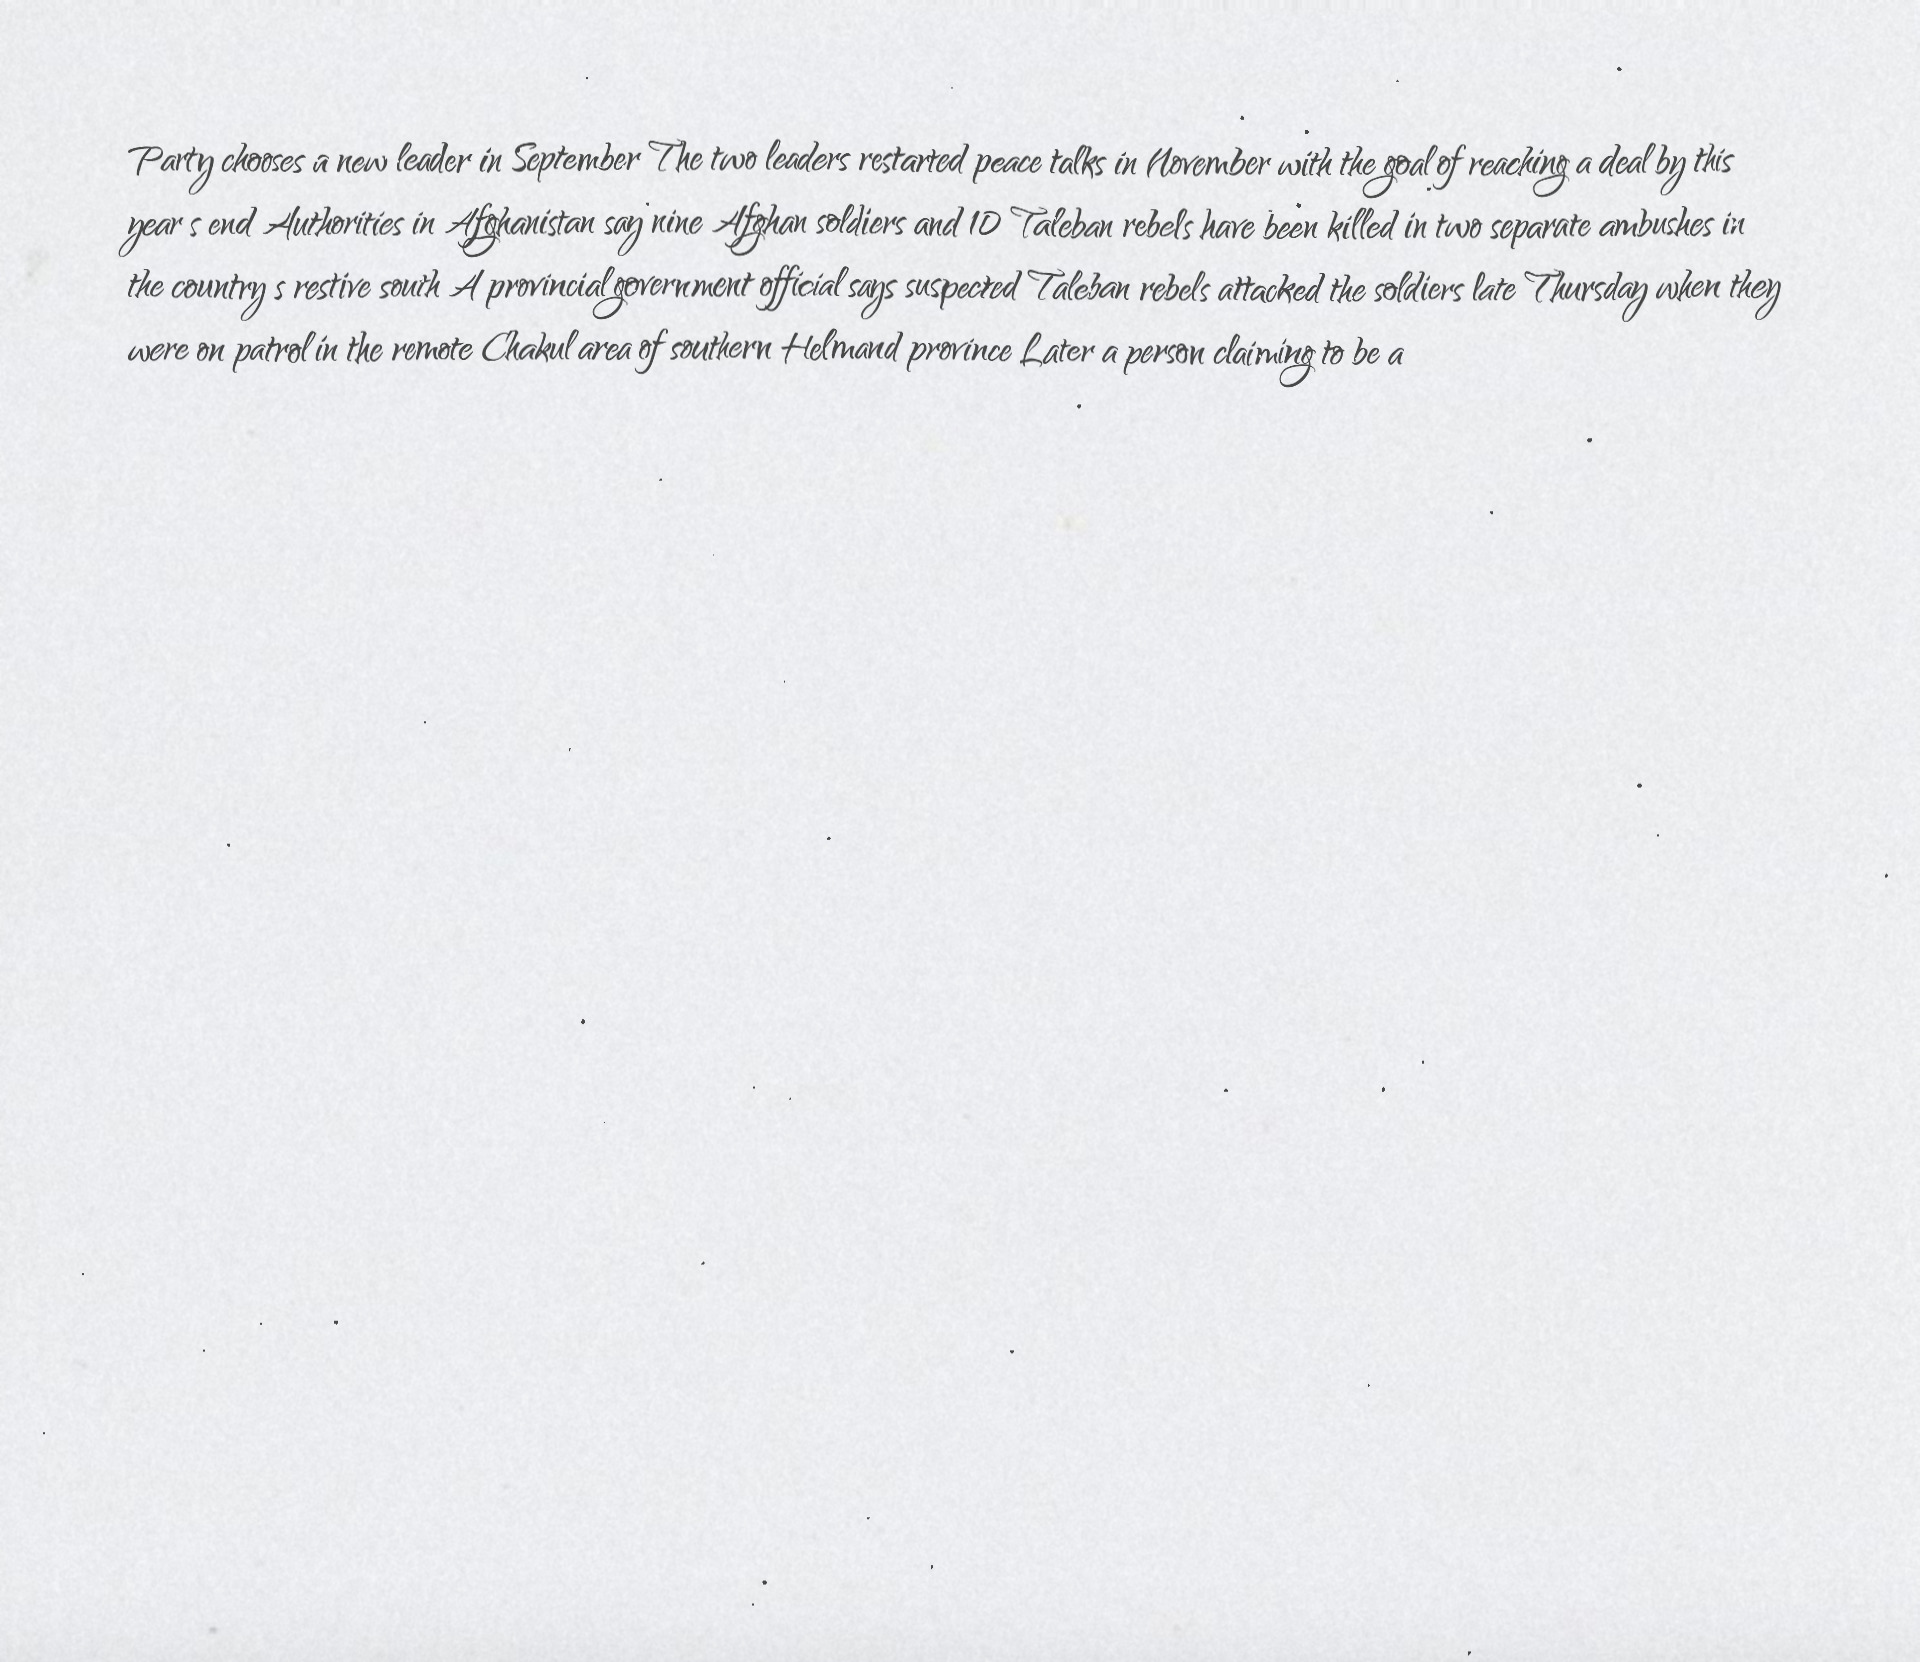 Party chooses a new leader in September The two leaders restarted peace talks in November with the goal of reaching a deal by this
year s end Authorities in Afghanistan say nine Afghan soldiers and 10 Taleban rebels have been killed in two separate ambushes in
the country s restive south A provincial government official says suspected Taleban rebels attacked the soldiers late Thursday when they
were on patrol in the remote Chakul area of southern Helmand province Later a person claiming to be a